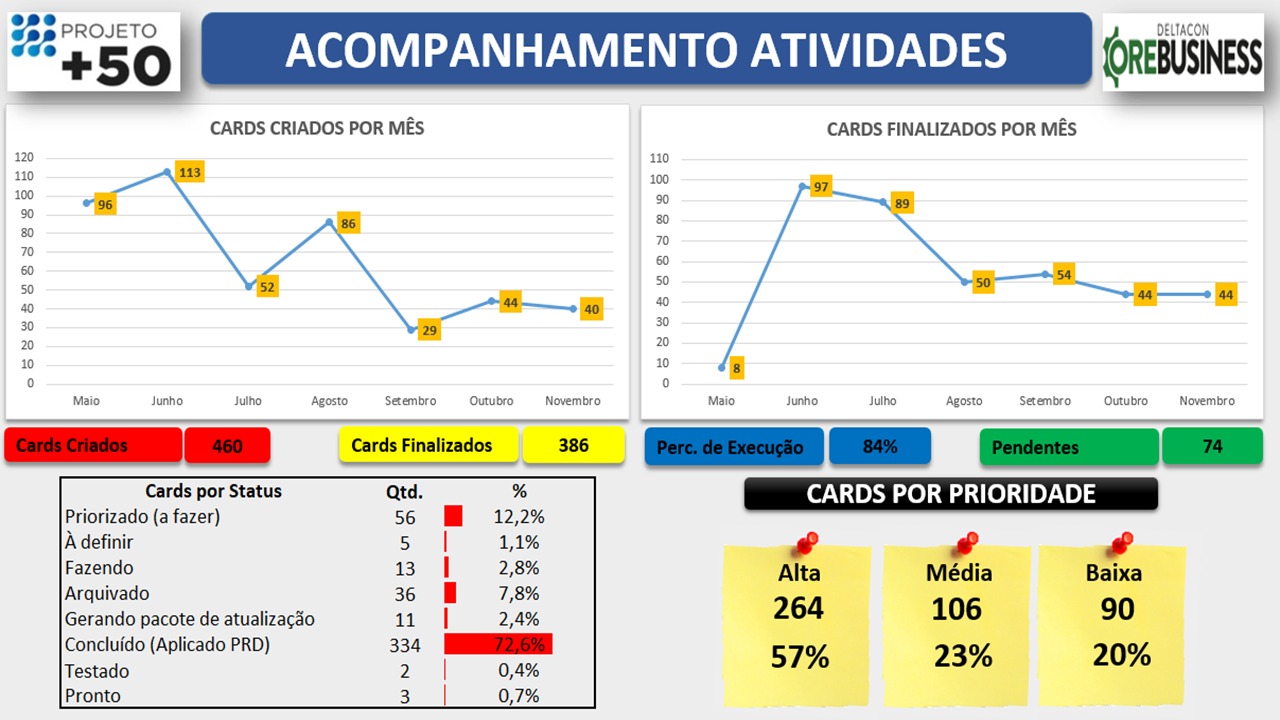 PROJETO
+50
ACOMPANHAMENTO ATIVIDADES
DELTACON
COREBUSINESS
CARDS CRIADOS POR MÊS
120
110
100
90
80
70
60
50
40
30
20
10
0
96
113
52
86
29
44
40
Maio Junho Julho Agosto Setembro Outubro Novembro
CARDS FINALIZADOS POR MÊS
110
100
90
80
70
60
50
40
30
20
10
0
8
97
89
50
54
44
44
Maio Junho Julho Agosto Setembro Outubro Novembro
Cards Criados 460
Cards Finalizados 386
Perc. de Execução 84%
Pendentes 74
Cards por Status Qtd. %
Priorizado (a fazer) 56 12,2%
À definir 5 1,1%
Fazendo 13 2,8%
Arquivado 36 7,8%
Gerando pacote de atualização 11 2,4%
Concluído (Aplicado PRD) 334 72,6%
Testado 2 0,4%
Pronto 3 0,7%
CARDS POR PRIORIDADE
Alta
264
57%
Média
106
23%
Baixa
90
20%